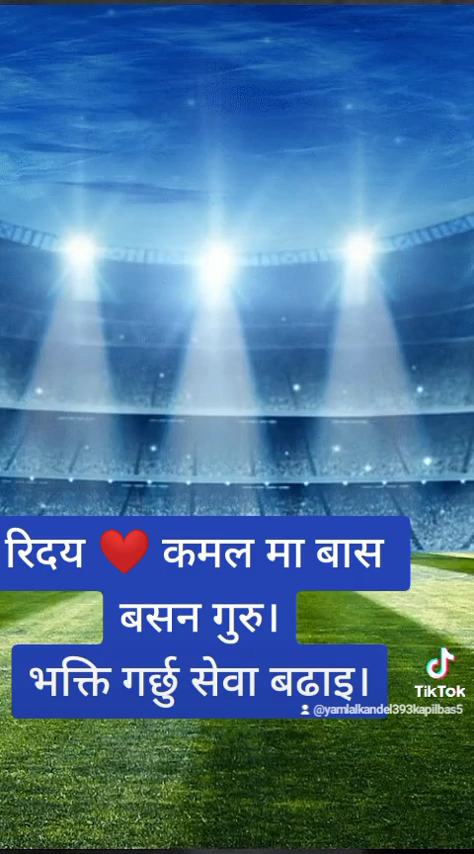 रिदय ❤️ कमल मा बास
बसन गुरु।
भक्ति गर्छु सेवा बढाइ।
TikTok
@yamlalkandel393kapilbas5